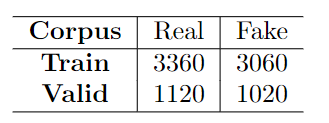 Corpus Real Fake
Train 3360 3060
Valid 1120 1020